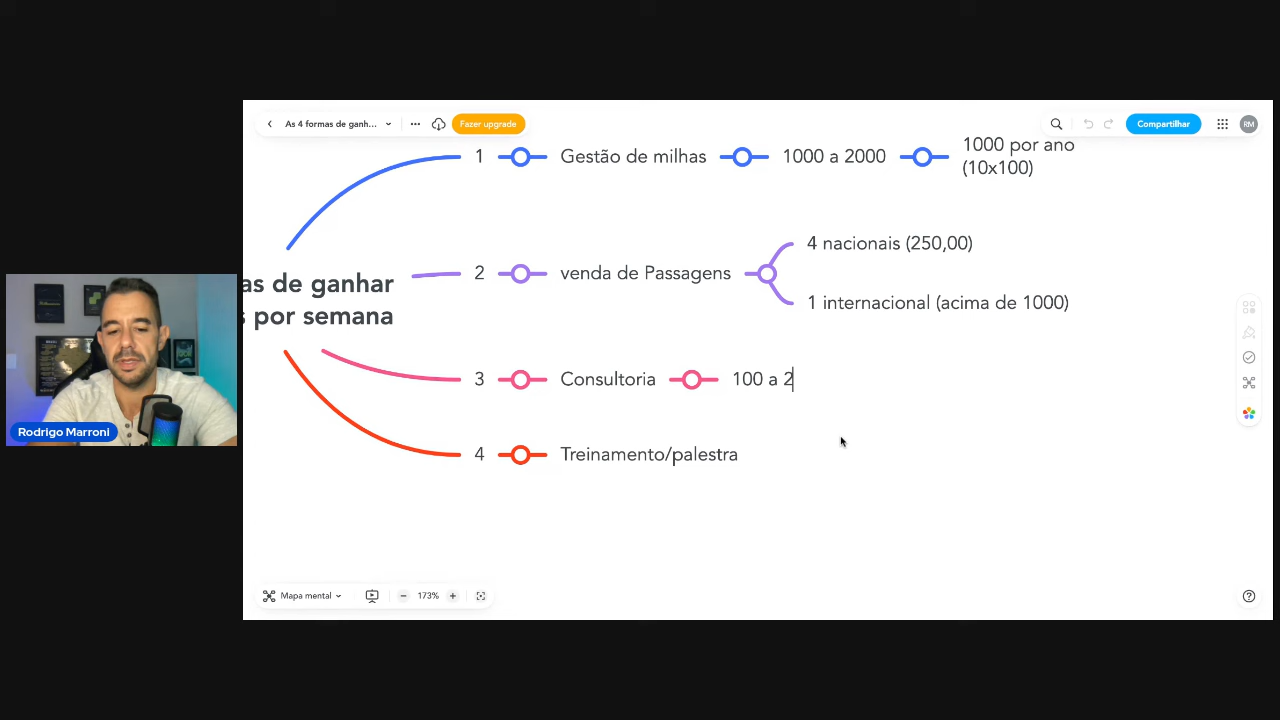 As 4 formas de ganh...
Fazer upgrade
Compartilhar
RM
1
Gestão de milhas
1000 a 2000
1000 por ano
(10x100)
as de ganhar
s por semana
2
venda de Passagens
4 nacionais (250,00)
1 internacional (acima de 1000)
3
Consultoria
100 a 2
4
Treinamento/palestra
Rodrigo Marroni
Mapa mental
173%